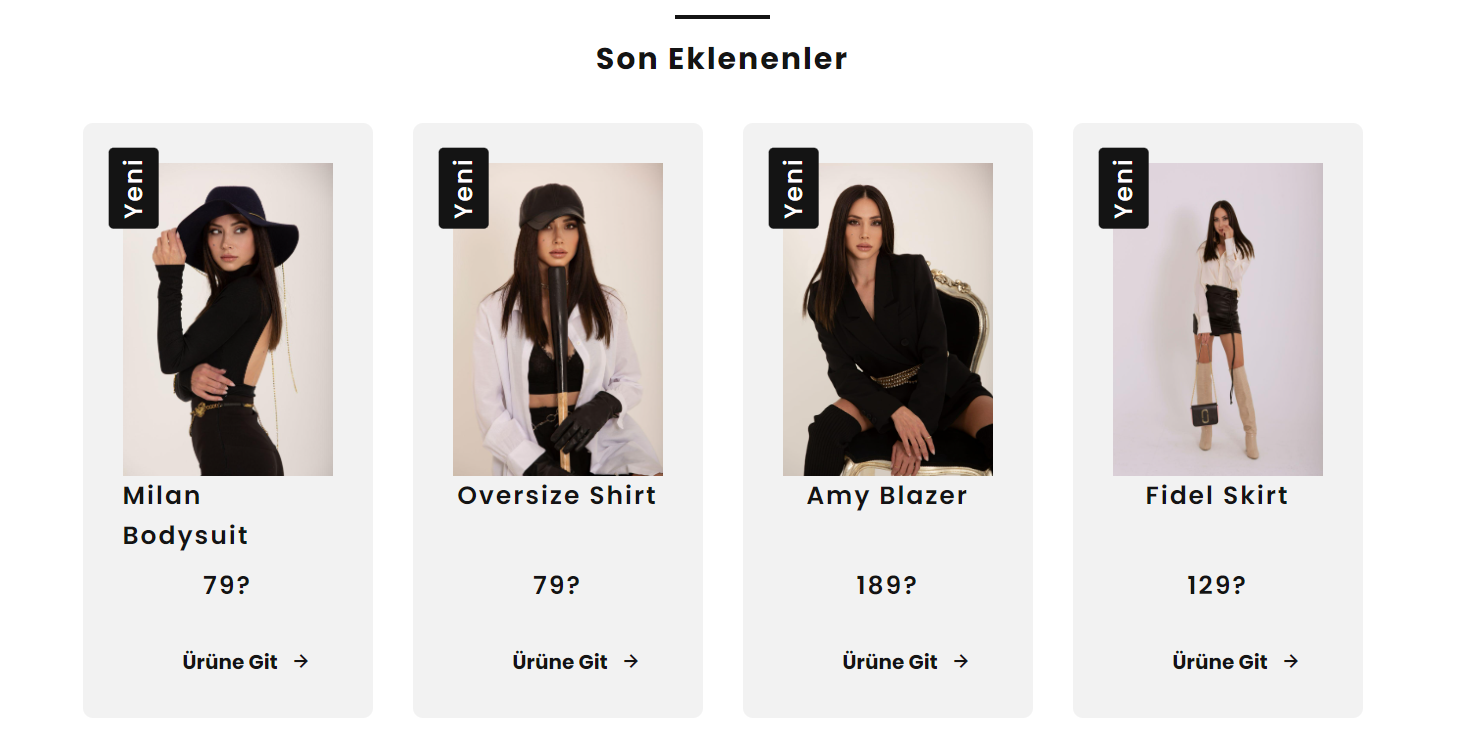 Son Eklenenler
Yeni
Milan
Bodysuit
79?
Ürüne Git →
Yeni
Oversize Shirt
79?
Ürüne Git →
Yeni
Amy Blazer
189?
Ürüne Git →
Yeni
Fidel Skirt
129?
Ürüne Git →